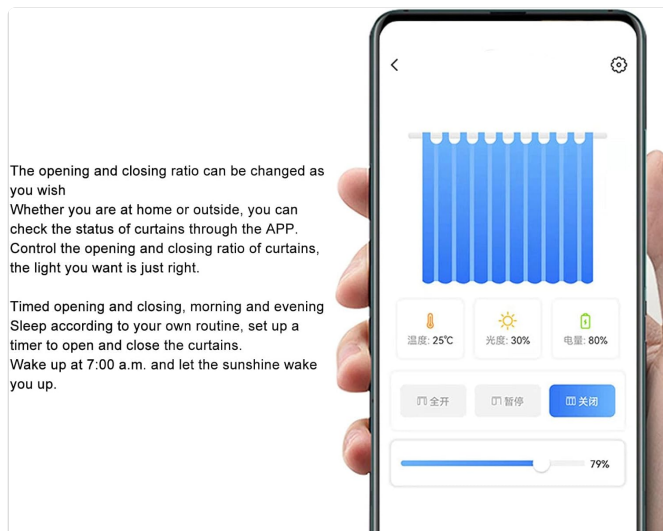 The opening and closing ratio can be changed as
you wish
Whether you are at home or outside, you can
check the status of curtains through the APP.
Control the opening and closing ratio of curtains,
the light you want is just right.
Timed opening and closing, morning and evening
Sleep according to your own routine, set up a
timer to open and close the curtains.
Wake up at 7:00 a.m. and let the sunshine wake
you up.
温度: 25℃ 光度: 30% 电量: 80%
全开 暂停 关闭
79%